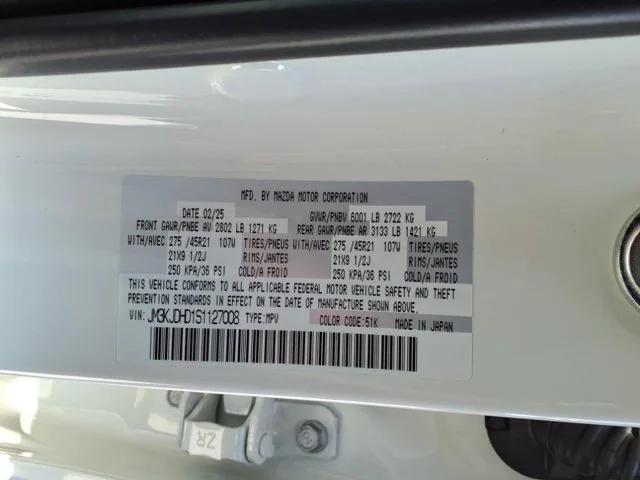 MFD. BY MAZDA MOTOR CORPORATION
DATE 02/25 GVWR/PNBV 6001 LB 2722 KG
FRONT GAWR/PNBE AV 2802 LB 1271 KG REAR GAWR/PNBE AR 3133 LB 1421 KG
WITH/AVEC 275 /45R21 107W TIRES/PNEUS WITH/AVEC 275 /45R21 107W TIRES/PNEUS
21X9 1/2J RIMS/JANTES 21X9 1/2J RIMS/JANTES
250 KPA/36 PSI COLD/A FROID 250 KPA/36 PSI COLD/A FROID
THIS VEHICLE CONFORMS TO ALL APPLICABLE FEDERAL MOTOR VEHICLE SAFETY AND THEFT
PREVENTION STANDARDS IN EFFECT ON THE DATE OF MANUFACTURE SHOWN ABOVE.
VIN: JM3KJDHD1S1127008 TYPE:MPV COLOR CODE:51K MADE IN JAPAN
ZR